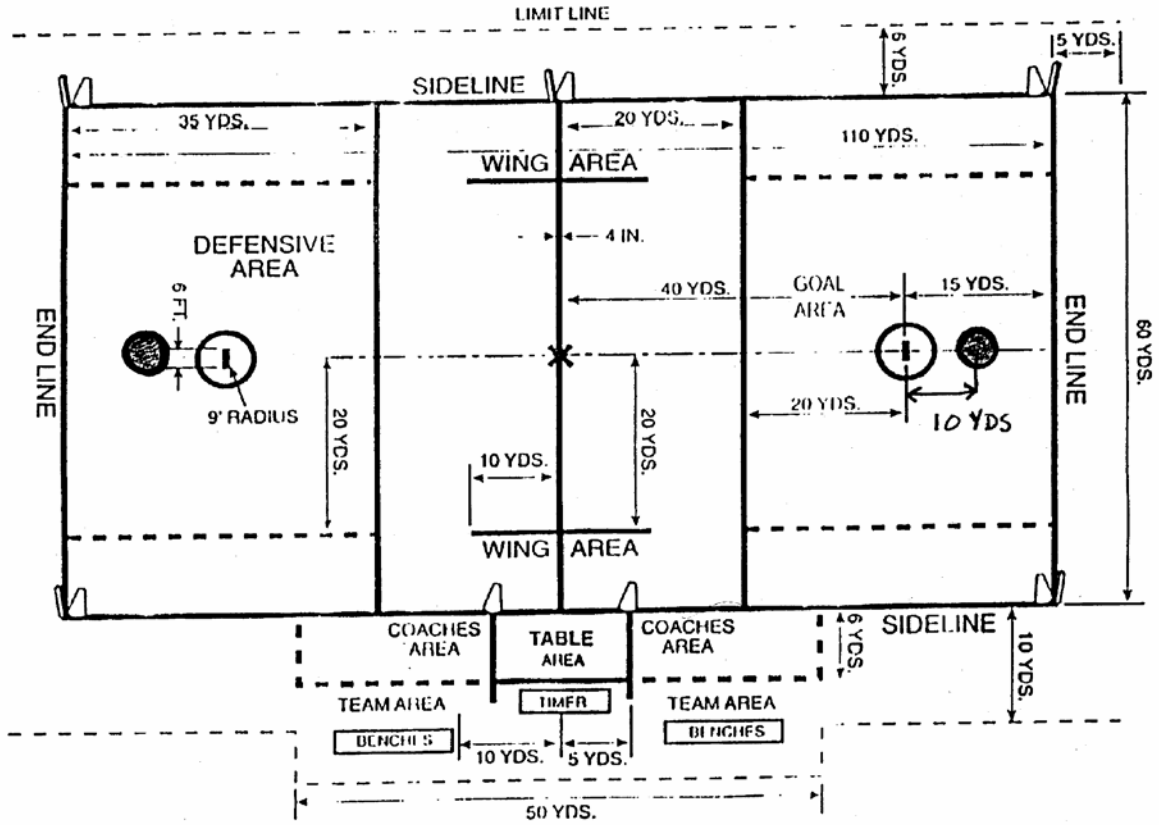 LIMIT LINE
6 YDS.
5 YDS.
SIDELINE
35 YDS.
20 YDS.
110 YDS.
WING AREA
4 IN.
DEFENSIVE
AREA
40 YDS.
GOAL
AREA
15 YDS.
6 FT.
END LINE
END LINE
60 YDS.
9' RADIUS
20 YDS.
20 YDS.
20 YDS.
10 YDS
10 YDS.
WING AREA
COACHES
AREA
TABLE
AREA
COACHES
AREA
6 YDS.
SIDELINE
10 YDS.
TEAM AREA
TIMER
TEAM AREA
BENCHES
BENCHES
10 YDS.
5 YDS.
50 YDS.